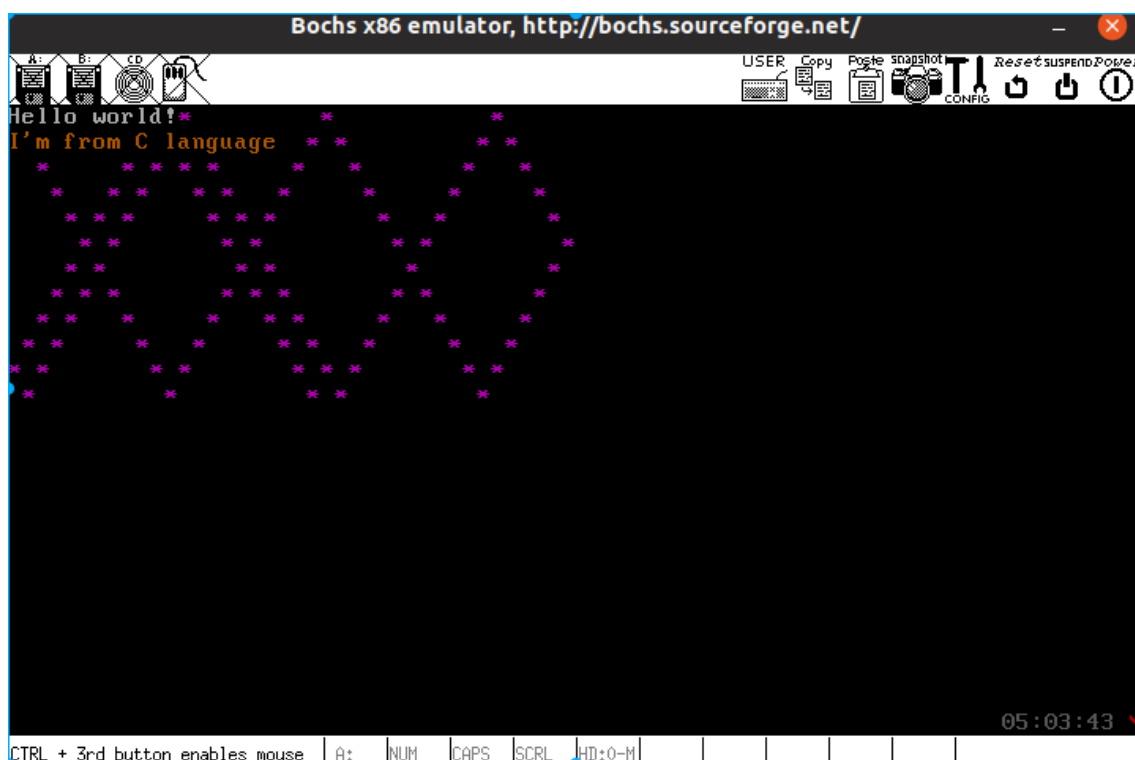 Bochs x86 emulator, http://bochs.sourceforge.net/
A: B: CD USER Copy Paste snapshot CONFIG Reset SUSPEND Power
Hello world!* * *
I'm from C language * * * *
* * * * * * * * *
* * * * * * * * *
* * * * * * * * *
* * * * * * *
* * * * * *
* * * * * * * * *
* * * * * * * * *
* * * * * * * * *
* * * * * * * * *
* * * * *
05:03:43
CTRL + 3rd button enables mouse A: NUM CAPS SCRL HD:0-M